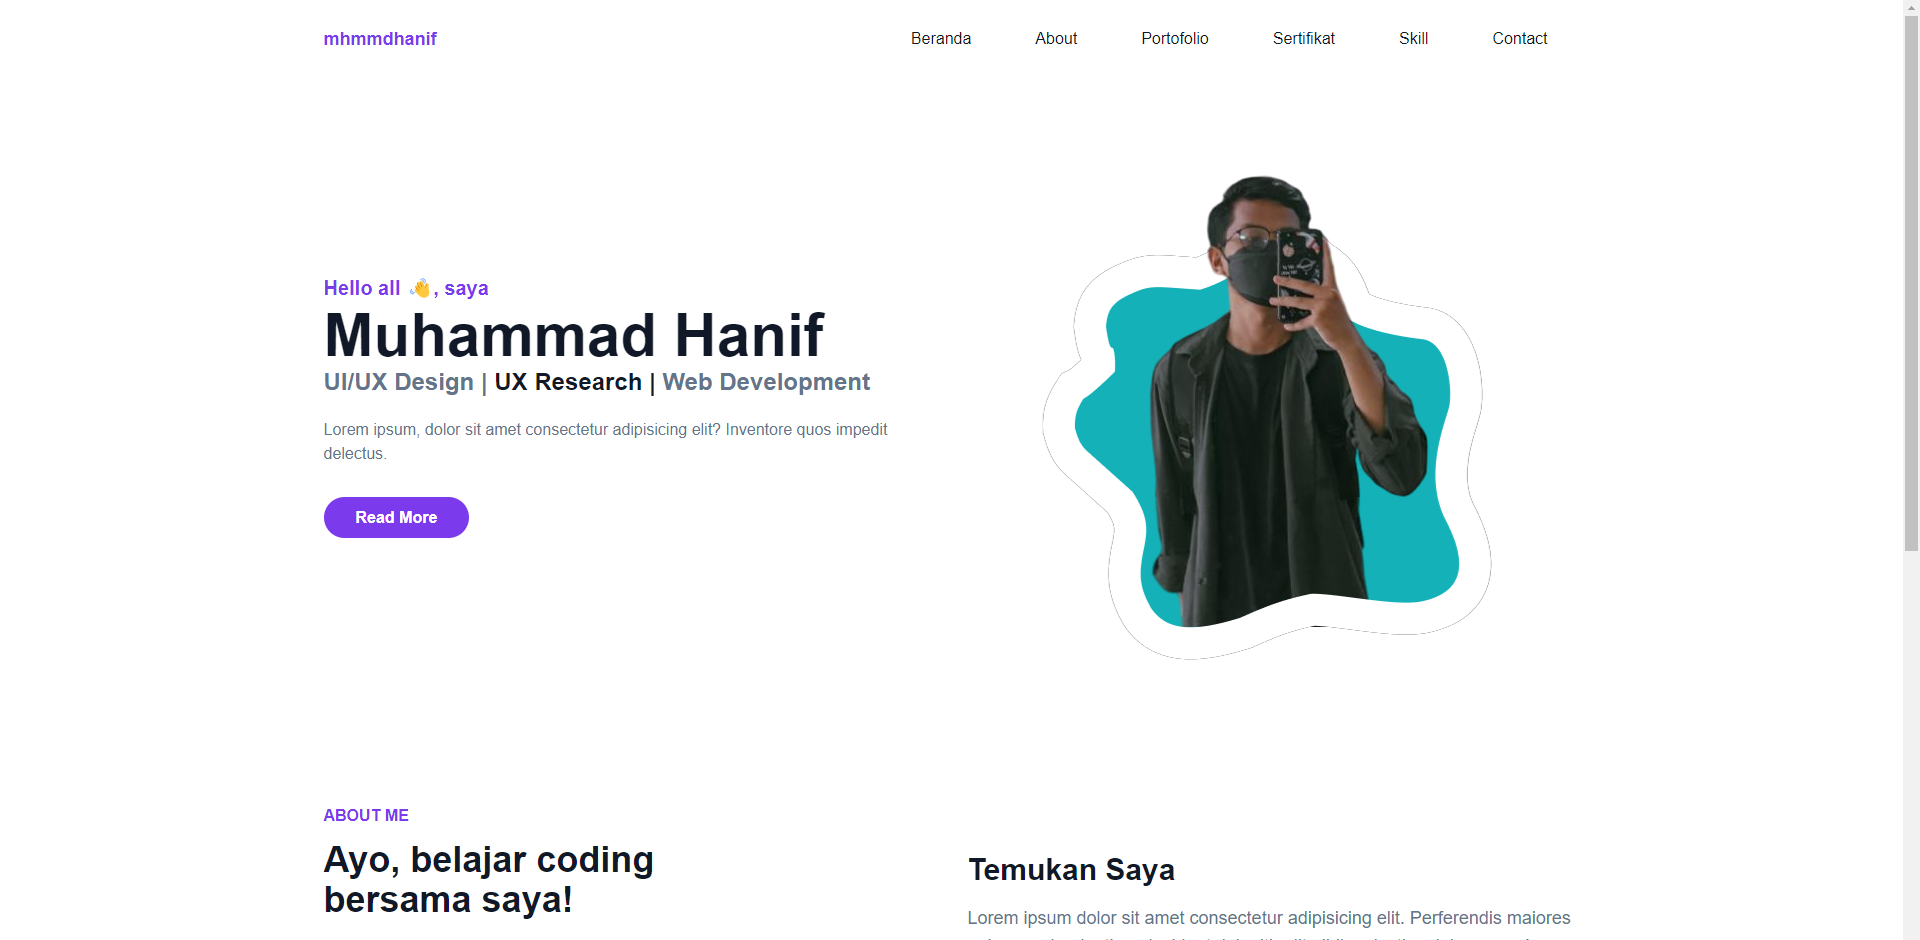 mhmmdhanif
Beranda
About
Portofolio
Sertifikat
Skill
Contact
Hello all 👋, saya
Muhammad Hanif
UI/UX Design | UX Research | Web Development
Lorem ipsum, dolor sit amet consectetur adipisicing elit? Inventore quos impedit
delectus.
Read More
ABOUT ME
Ayo, belajar coding
bersama saya!
Temukan Saya
Lorem ipsum dolor sit amet consectetur adipisicing elit. Perferendis maiores